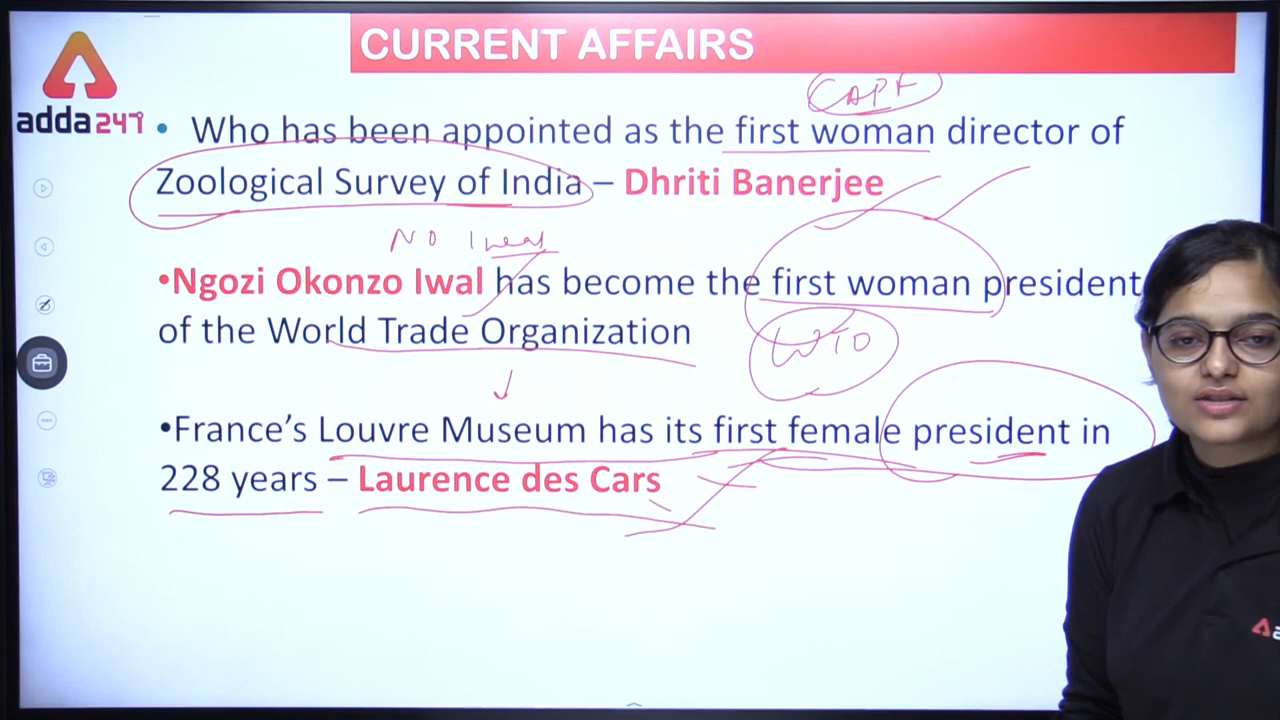 CURRENT AFFAIRS
adda247
CAPF
• Who has been appointed as the first woman director of
Zoological Survey of India – Dhriti Banerjee
NO
•Ngozi Okonzo Iwal has become the first woman president
of the World Trade Organization
WTO
•France's Louvre Museum has its first female president in
228 years – Laurence des Cars